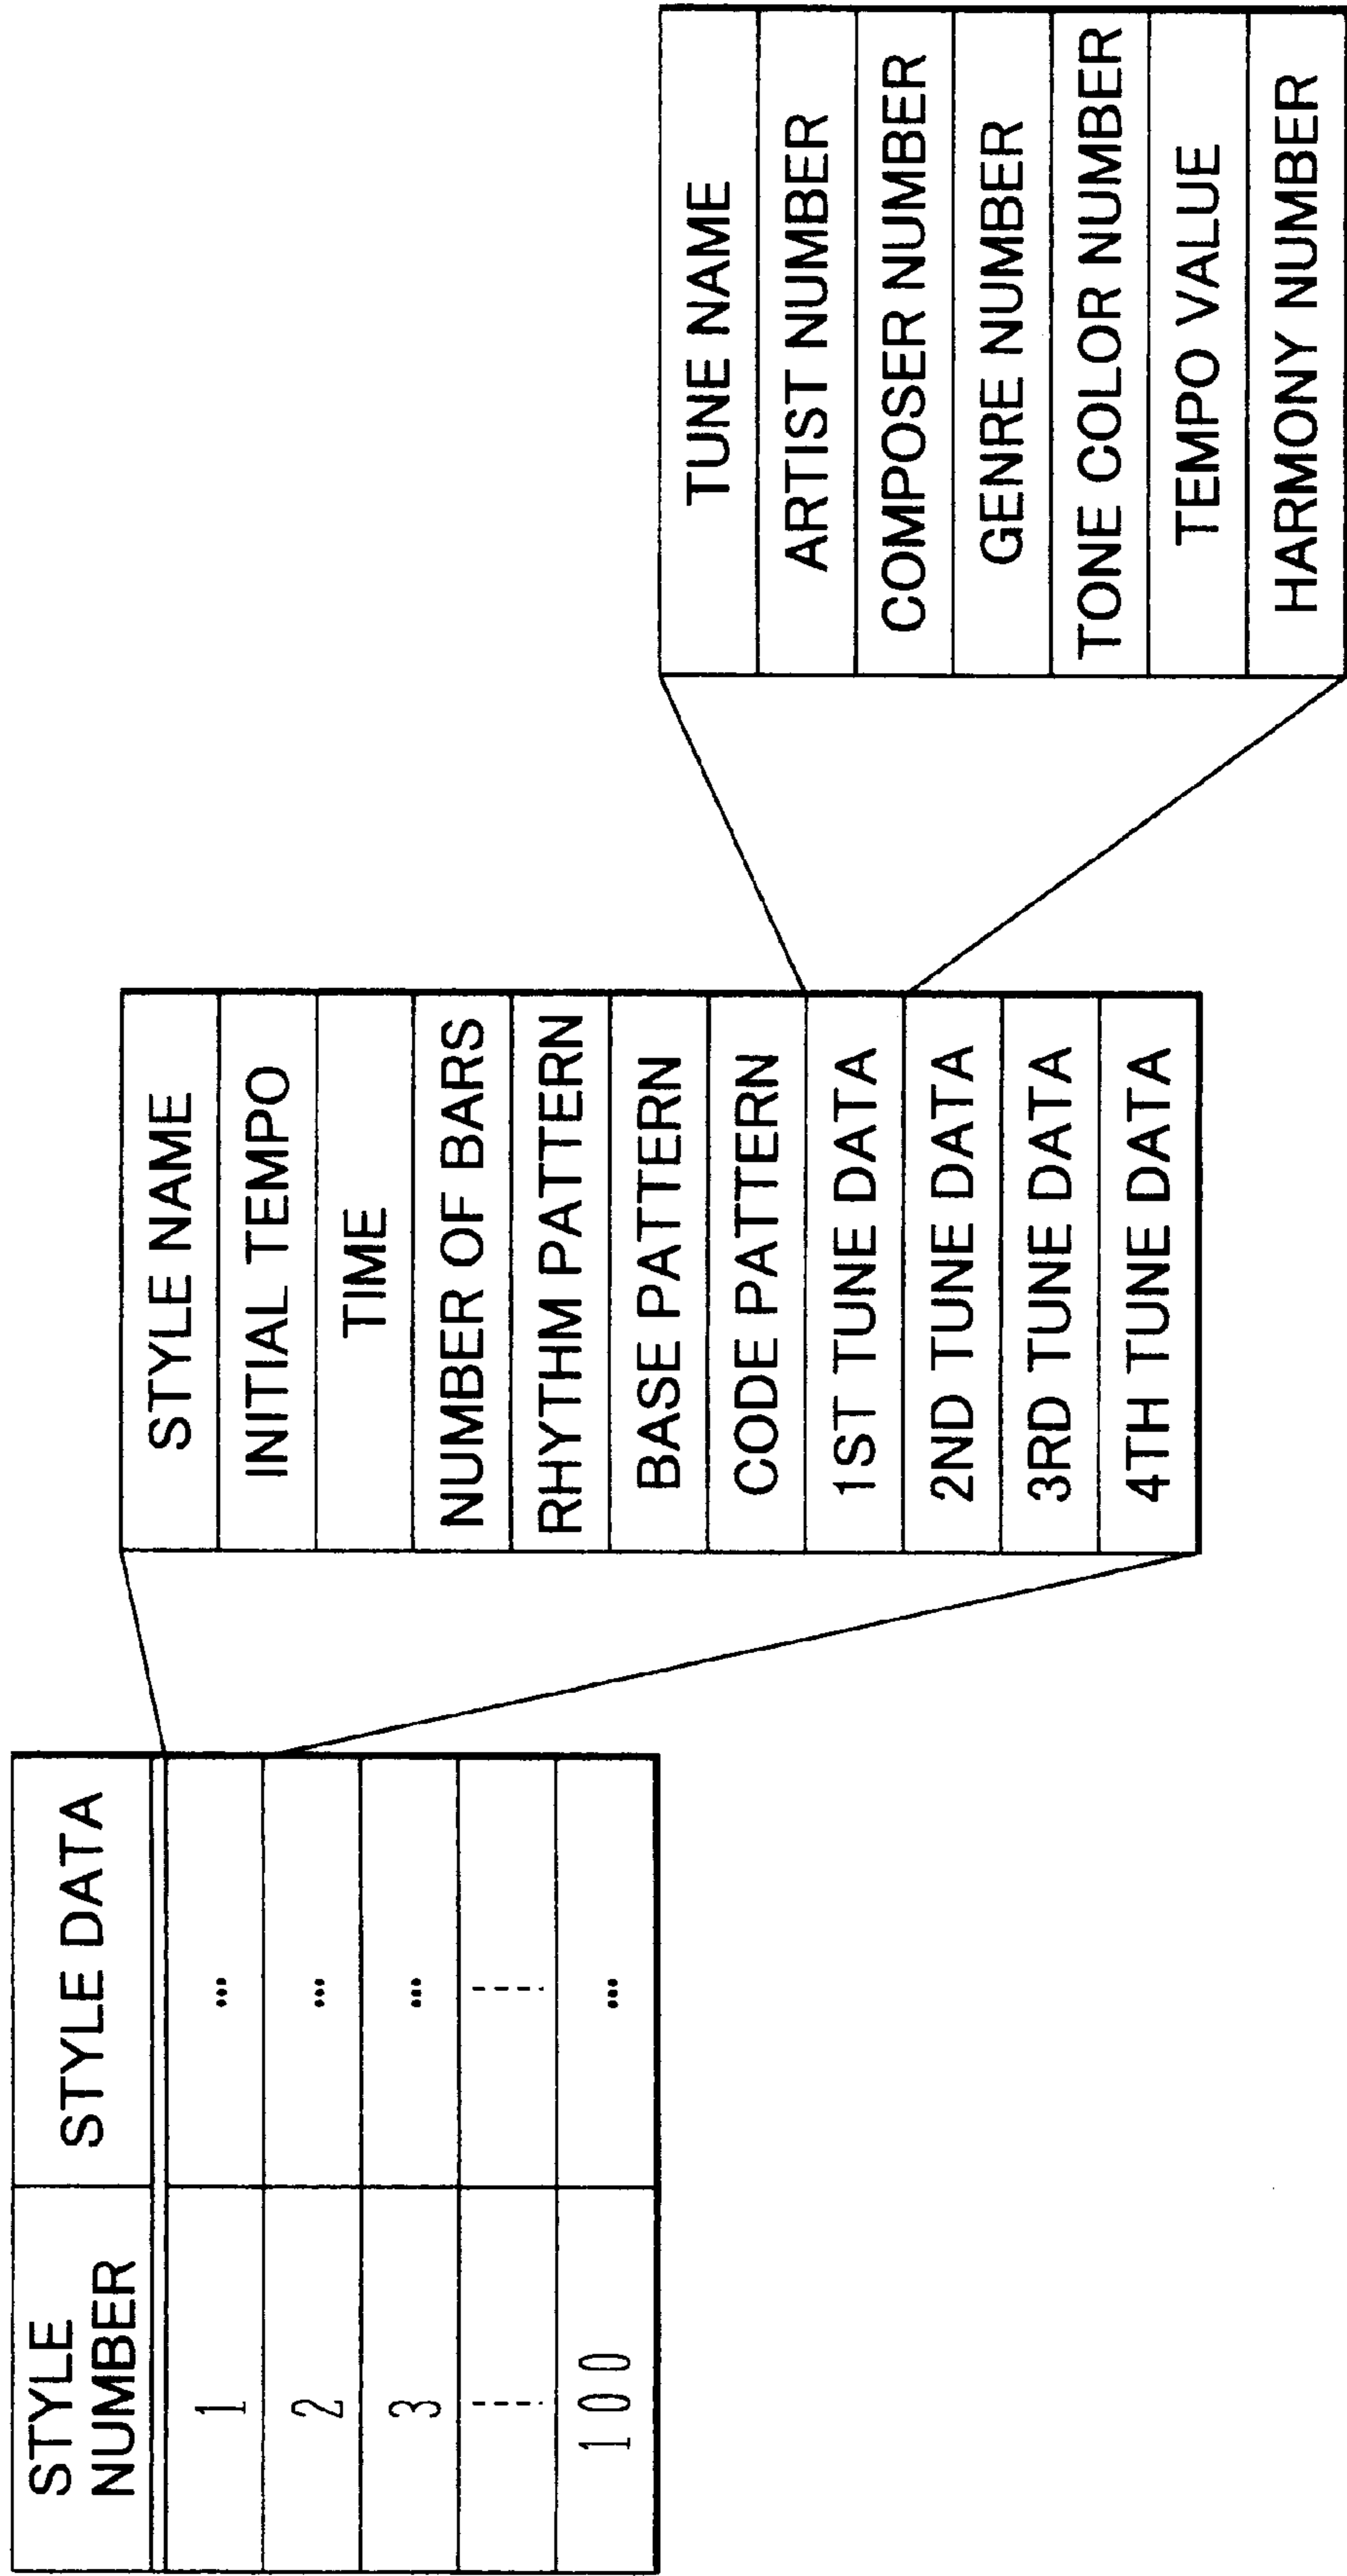 STYLE
NUMBER
STYLE DATA
1
...
2
...
3
...
100
...
STYLE NAME
INITIAL TEMPO
TIME
NUMBER OF BARS
RHYTHM PATTERN
BASE PATTERN
CODE PATTERN
1ST TUNE DATA
2ND TUNE DATA
3RD TUNE DATA
4TH TUNE DATA
TUNE NAME
ARTIST NUMBER
COMPOSER NUMBER
GENRE NUMBER
TONE COLOR NUMBER
TEMPO VALUE
HARMONY NUMBER